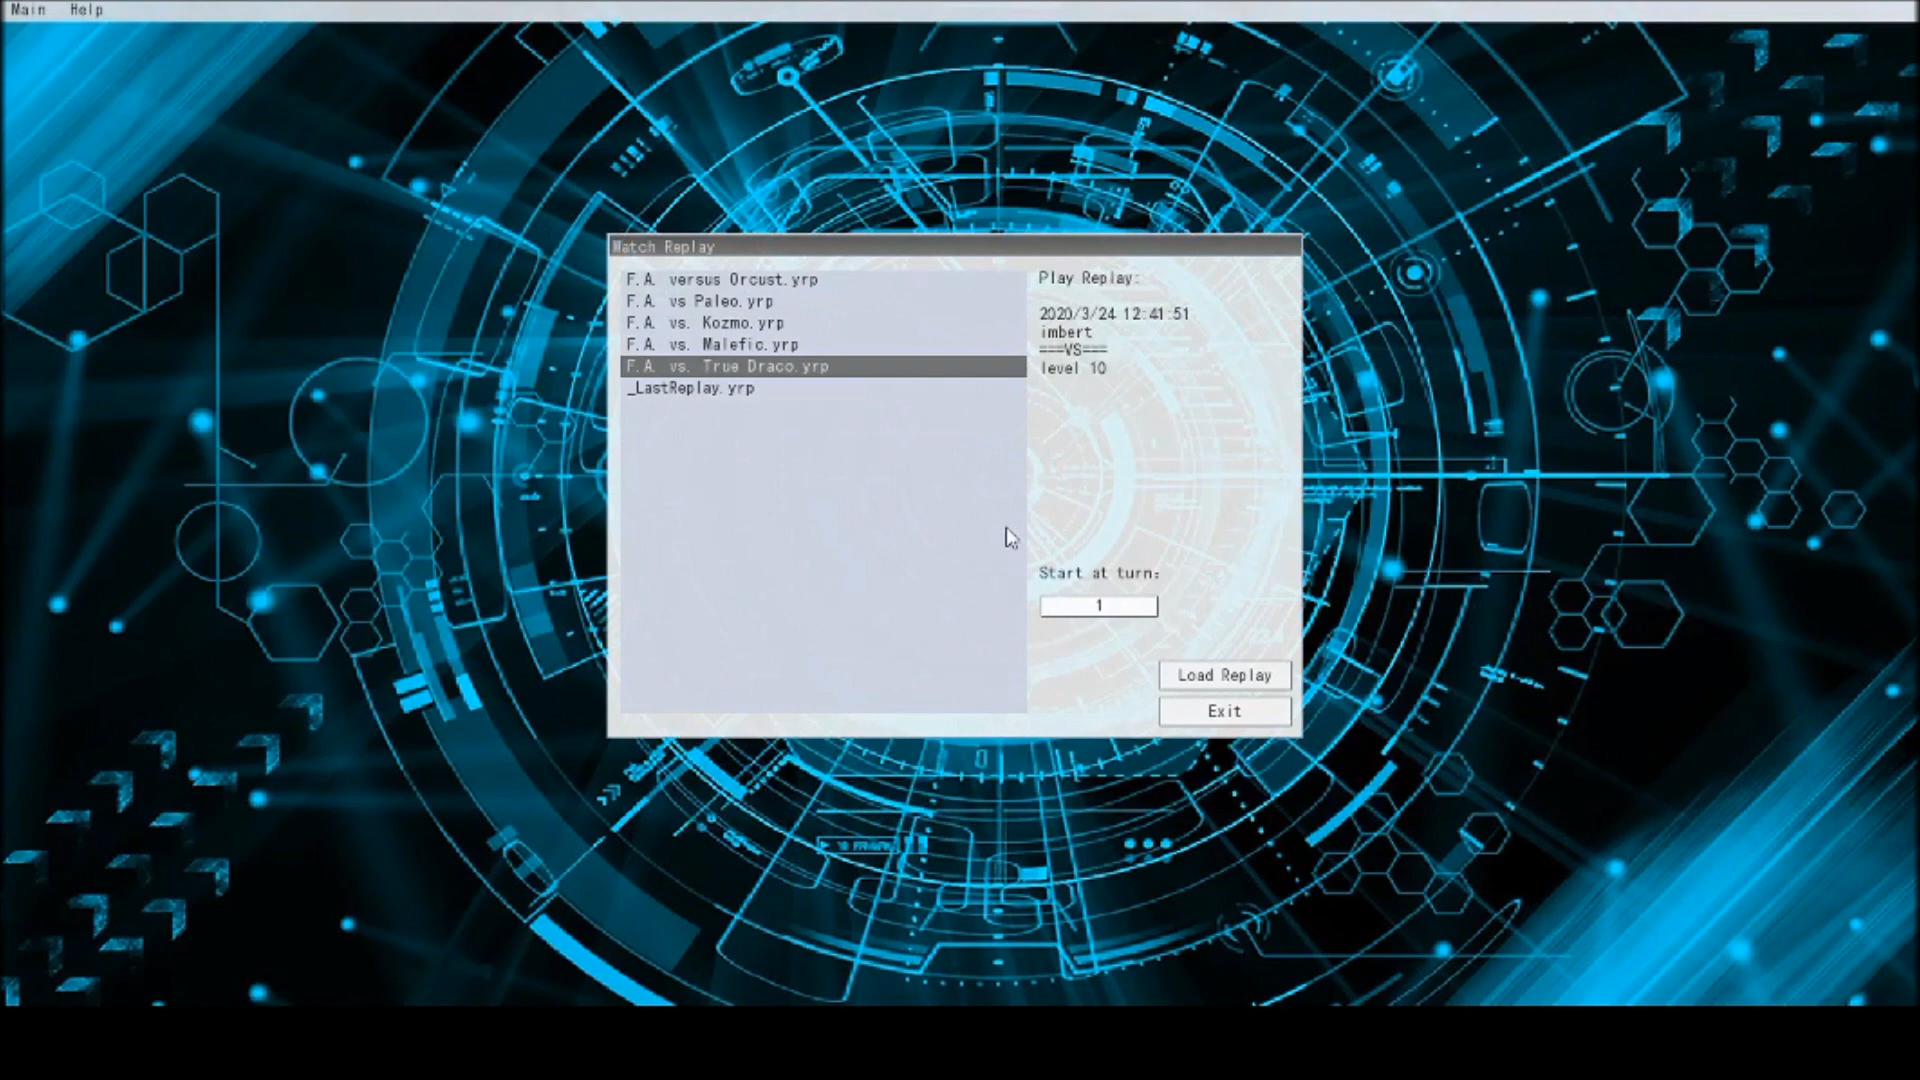 Main Help
Watch Replay
F.A. versus Orcust.yrp
F.A. vs Paleo.yrp
F.A. vs. Kozmo.yrp
F.A. vs. Malefic.yrp
F.A. vs. True Draco.yrp
_LastReplay.yrp
Play Replay:
2020/3/24 12:41:51
imbert
===VS===
level 10
Start at turn:
1
Load Replay
Exit